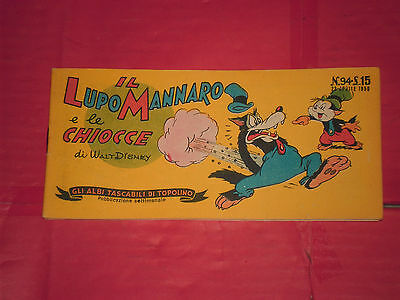 IL
LUPO MANNARO
e le
CHIOCCE
di WALT DISNEY
N.94-S.15
GLI ALBI TASCABILI DI TOPOLINO
Pubblicazione settimanale